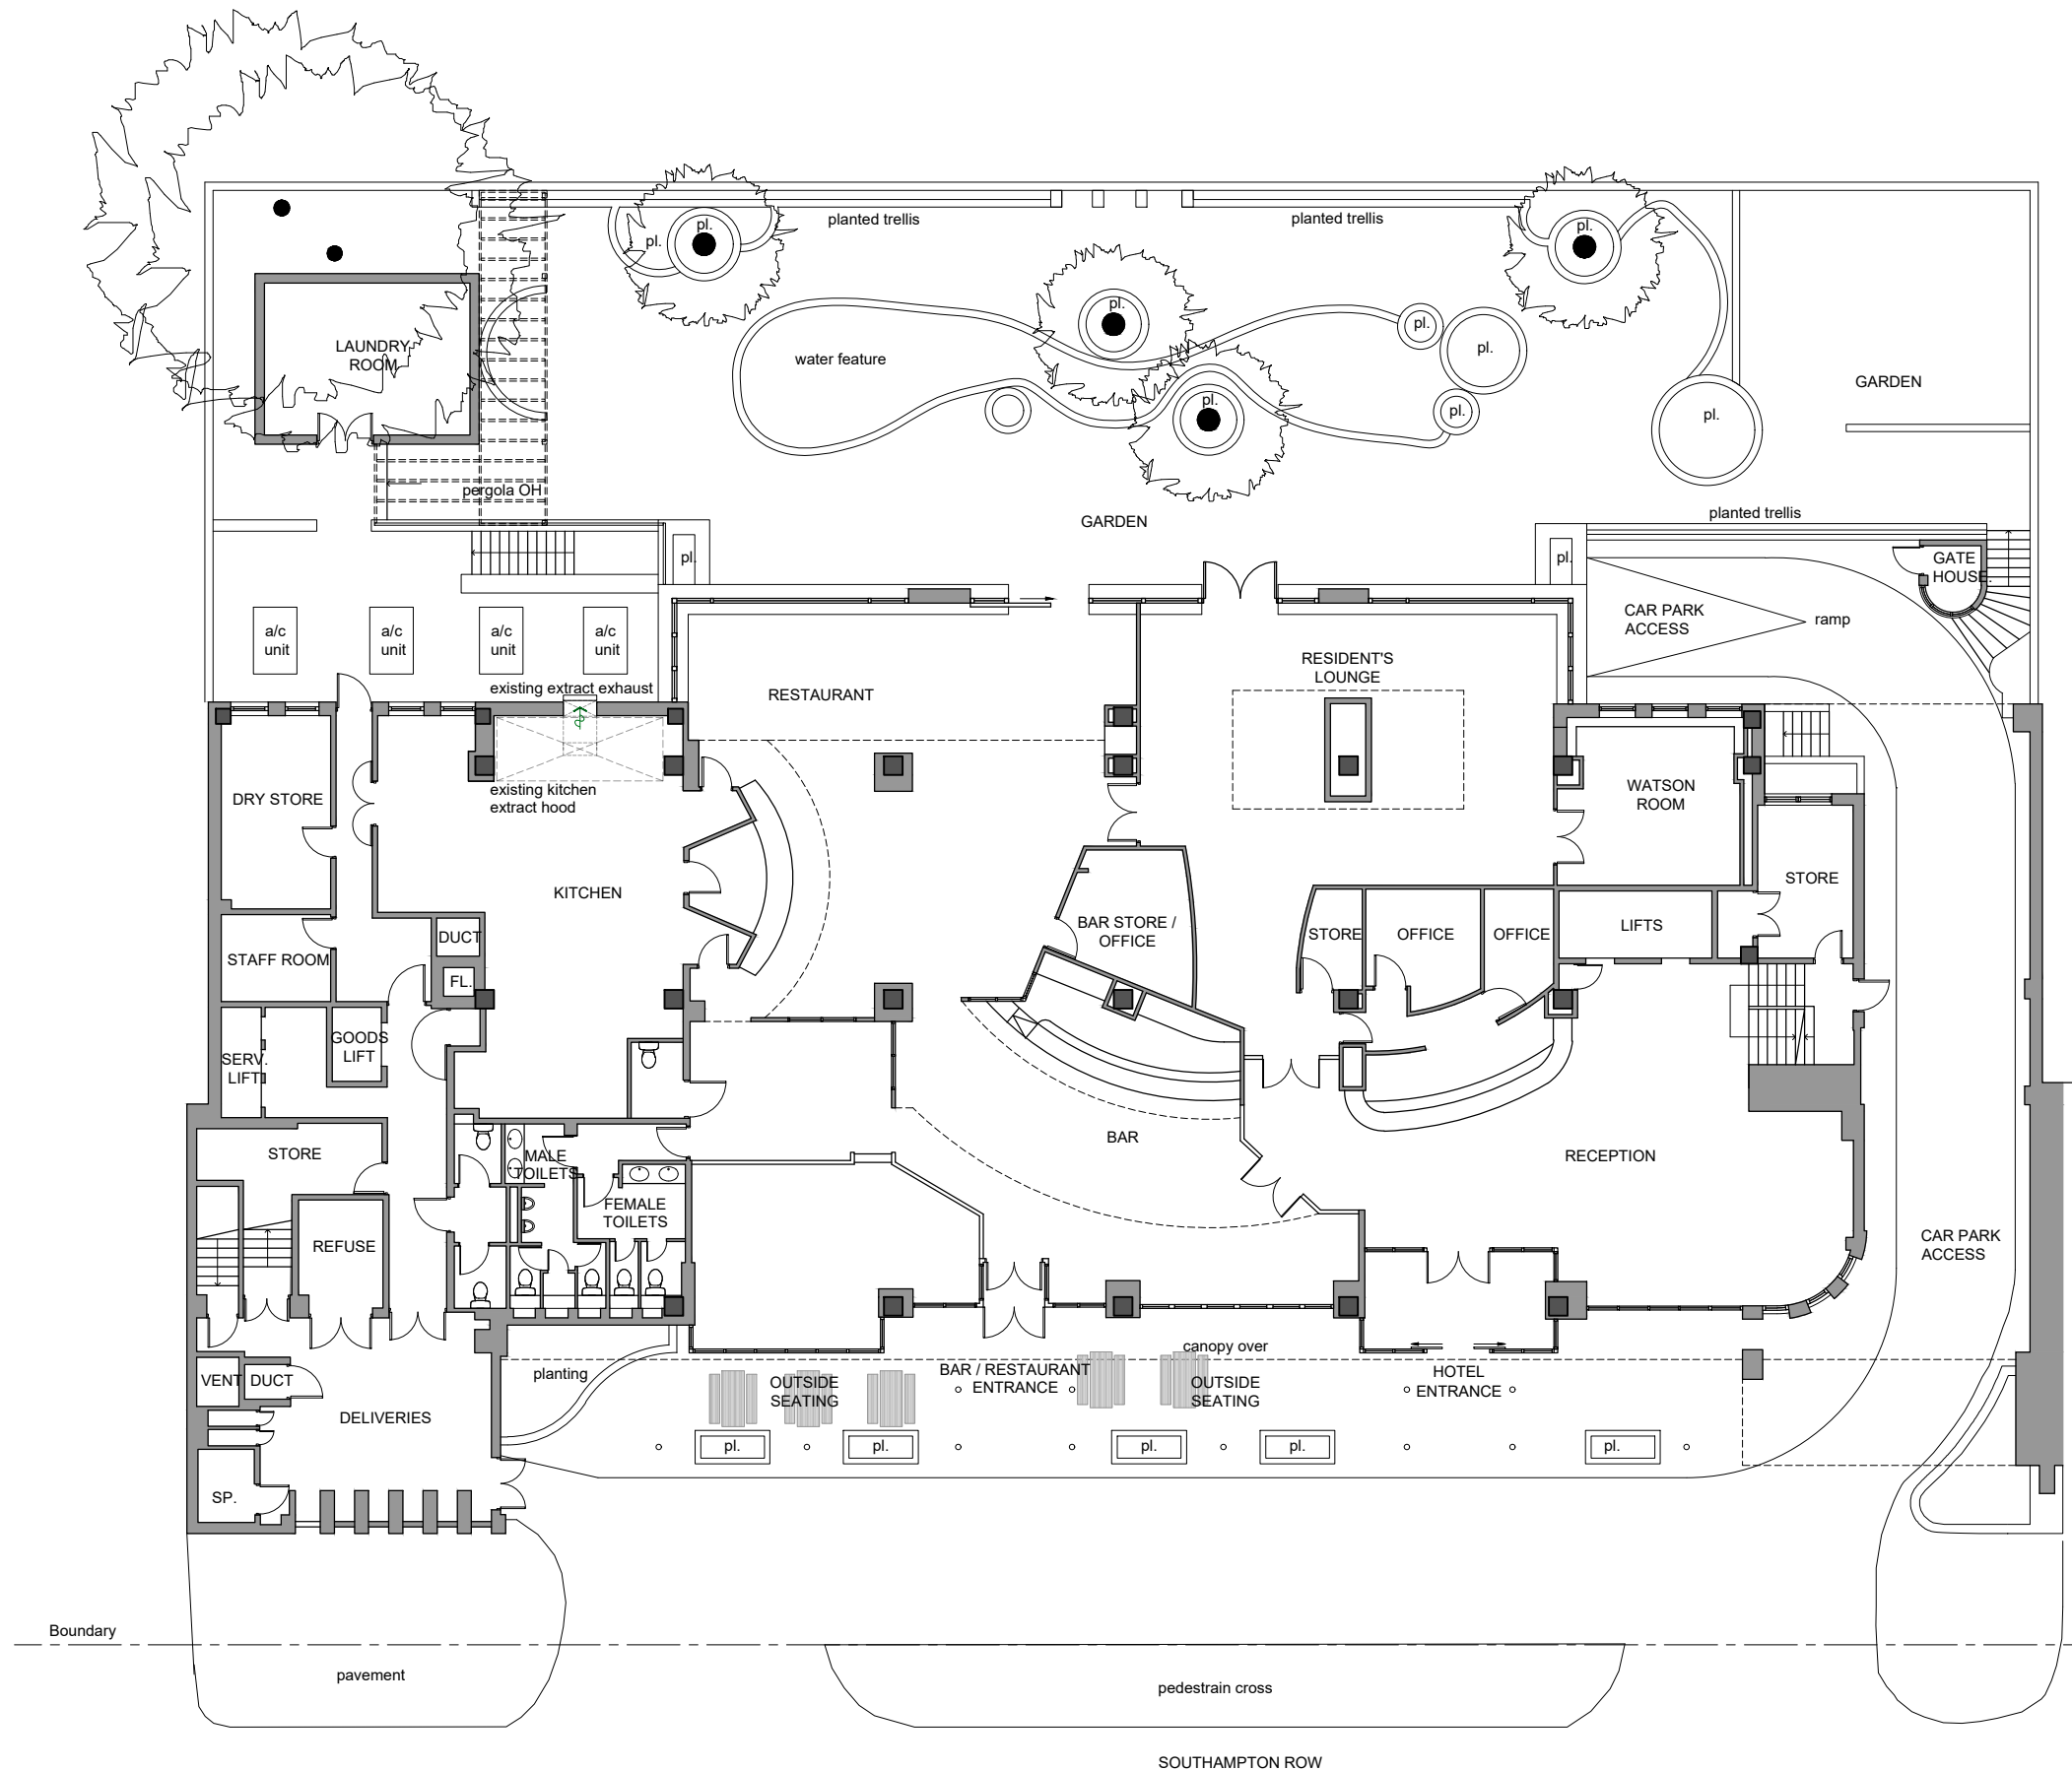 pl.
pl.
planted trellis
planted trellis
pl.
pl.
pl.
pl.
LAUNDRY
ROOM
water feature
pl.
GARDEN
pl.
pl.
pl.
pergola OH
GARDEN
planted trellis
pl.
pl.
GATE
HOUSE.
CAR PARK
ACCESS
ramp
a/c
unit
a/c
unit
a/c
unit
a/c
unit
existing extract exhaust
RESTAURANT
RESIDENT'S
LOUNGE
existing kitchen
extract hood
DRY STORE
WATSON
ROOM
KITCHEN
STORE
BAR STORE /
OFFICE
STORE
OFFICE
OFFICE
LIFTS
DUCT
STAFF ROOM
FL.
GOODS
LIFT
SERV.
LIFT
BAR
STORE
MALE
TOILETS
RECEPTION
FEMALE
TOILETS
REFUSE
CAR PARK
ACCESS
canopy over
planting
VENT
DUCT
OUTSIDE
SEATING
BAR / RESTAURANT
ENTRANCE
OUTSIDE
SEATING
HOTEL
ENTRANCE
DELIVERIES
pl.
pl.
pl.
pl.
pl.
SP.
Boundary
pavement
pedestrain cross
SOUTHAMPTON ROW